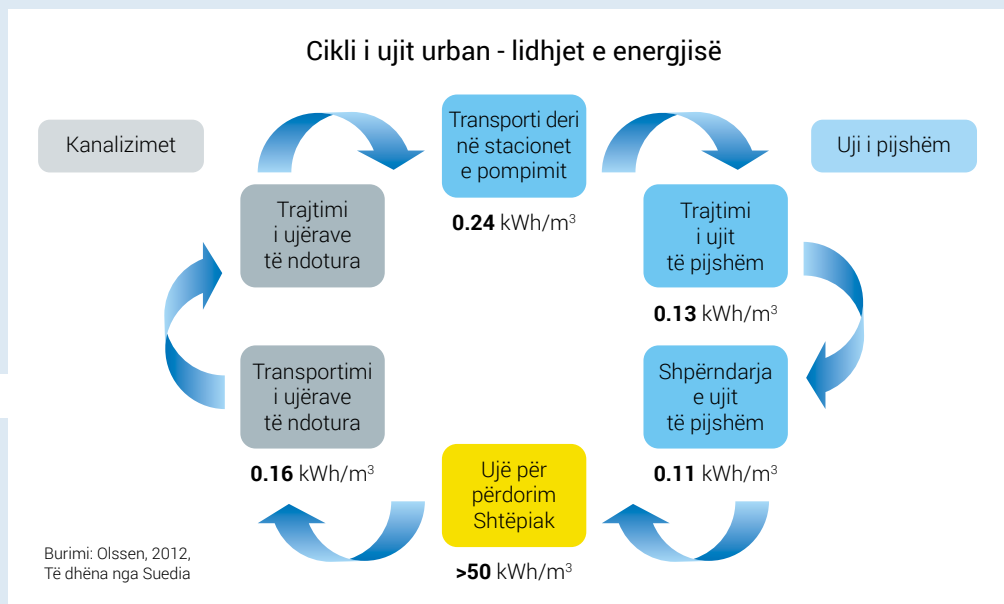 Cikli i ujit urban - lidhjet e energjisë
Kanalizimet
Transporti deri
në stacionet
e pompimit
0.24 kWh/m³
Uji i pijshëm
Trajtimi
i ujërave
të ndotura
Trajtimi
i ujit
të pijshëm
0.13 kWh/m³
Transportimi
i ujërave
të ndotura
0.16 kWh/m³
Shpërndarja
e ujit
të pijshëm
0.11 kWh/m³
Ujë për
përdorim
Shtëpiak
>50 kWh/m³
Burimi: Olssen, 2012,
Të dhëna nga Suedia